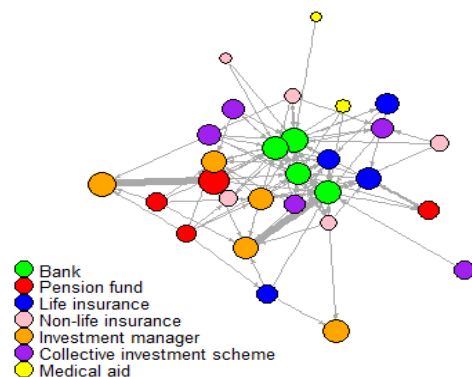 Bank
Pension fund
Life insurance
Non-life insurance
Investment manager
Collective investment scheme
Medical aid